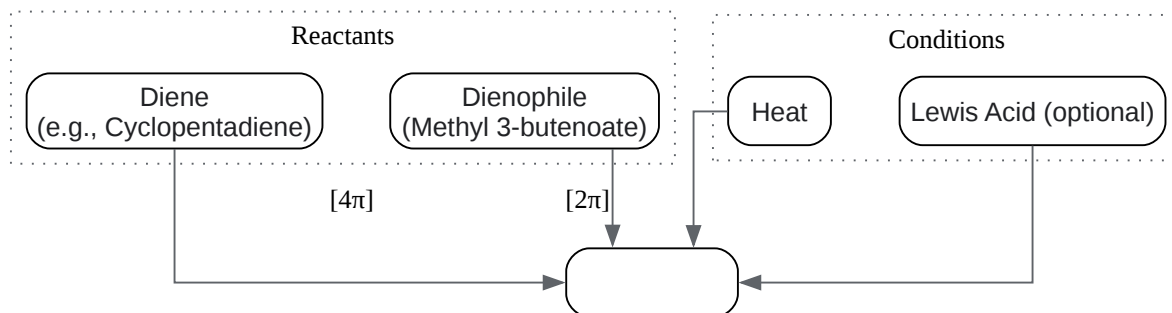 Reactants
Conditions
Diene
(e.g., Cyclopentadiene)
Dienophile
(Methyl 3-butenoate)
Heat
Lewis Acid (optional)
[4π]
[2π]